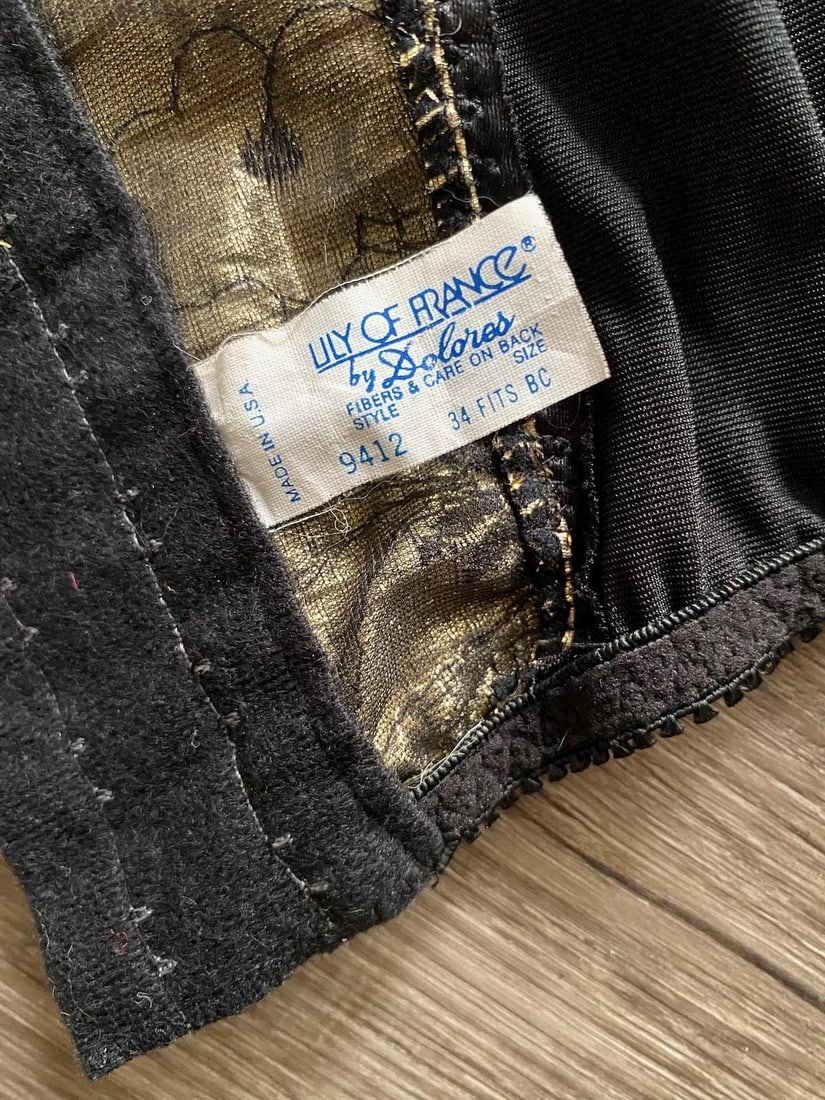 LILY OF FRANCE®
by Dolores
FIBERS & CARE ON BACK
STYLE SIZE
9412 34 FITS BC
MADE IN U.S.A